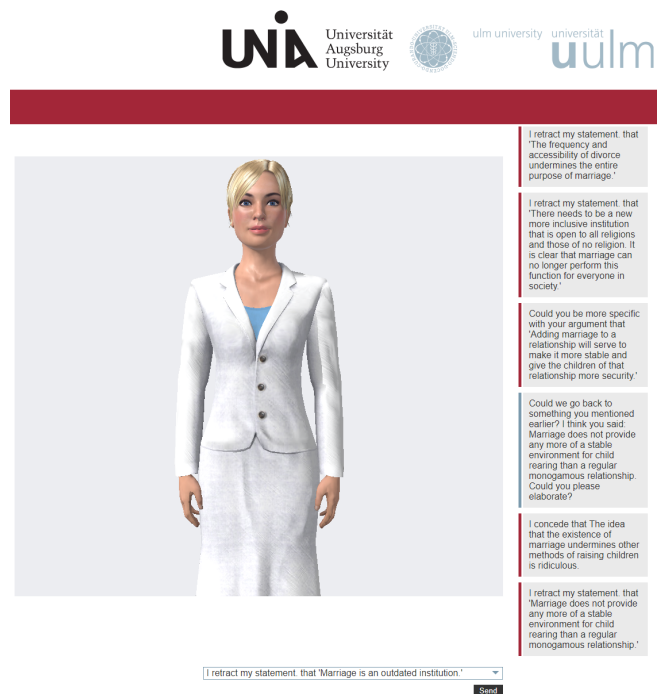 UNIA
Universität
Augsburg
University
ulm university universität
uulm
I retract my statement. that
'The frequency and
accessibility of divorce
undermines the entire
purpose of marriage.'
I retract my statement. that
'There needs to be a new
more inclusive institution
that is open to all religions
and those of no religion. It
is clear that marriage can
no longer perform this
function for everyone in
society.'
Could you be more specific
with your argument that
'Adding marriage to a
relationship will serve to
make it more stable and
give the children of that
relationship more security.'
Could we go back to
something you mentioned
earlier? I think you said:
Marriage does not provide
any more of a stable
environment for child
rearing than a regular
monogamous relationship.
Could you please
elaborate?
I concede that The idea
that the existence of
marriage undermines other
methods of raising children
is ridiculous.
I retract my statement. that
'Marriage does not provide
any more of a stable
environment for child
rearing than a regular
monogamous relationship.'
I retract my statement. that 'Marriage is an outdated institution.'
Send